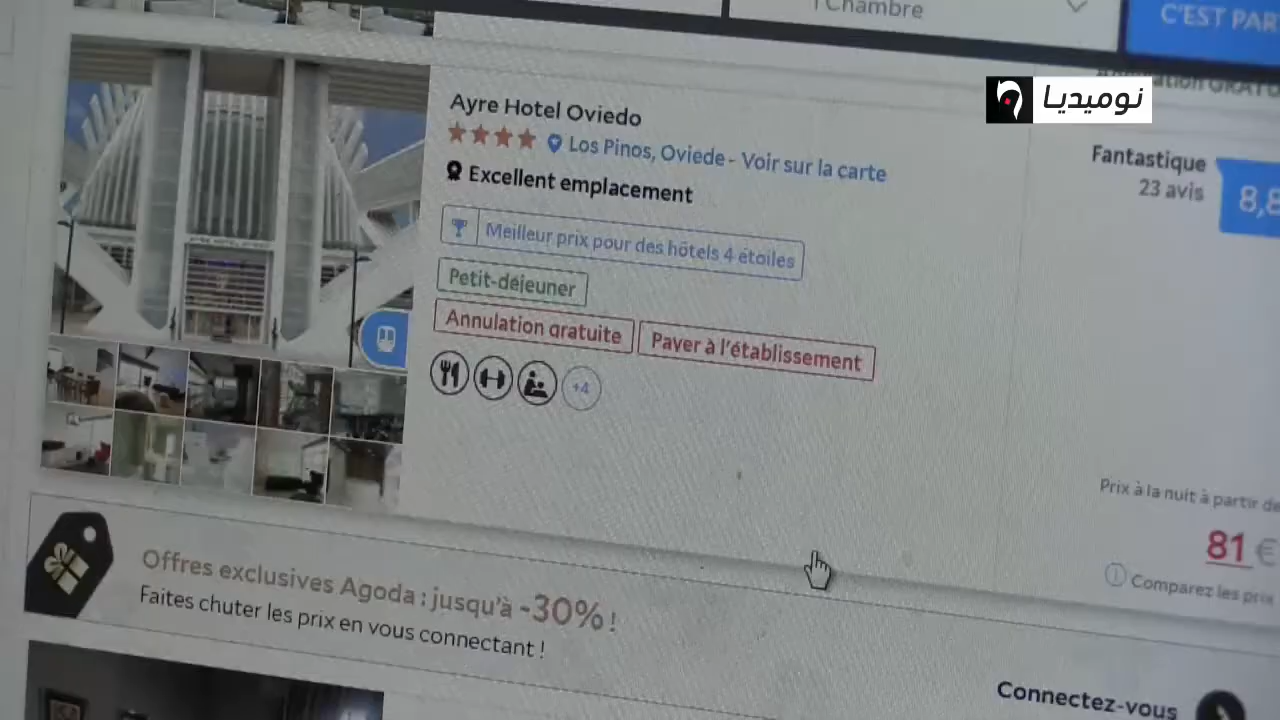 1 Chambre
C'EST PAR
نوميديا
Ayre Hotel Oviedo
Los Pinos, Oviede - Voir sur la carte
Excellent emplacement
Fantastique
23 avis
8,8
Meilleur prix pour des hôtels 4 étoiles
Petit-déjeuner
Annulation gratuite
Payer à l'établissement
+4
Prix à la nuit à partir de
81 €
Comparez les prix
Offres exclusives Agoda : jusqu'à -30% !
Faites chuter les prix en vous connectant !
Connectez-vous